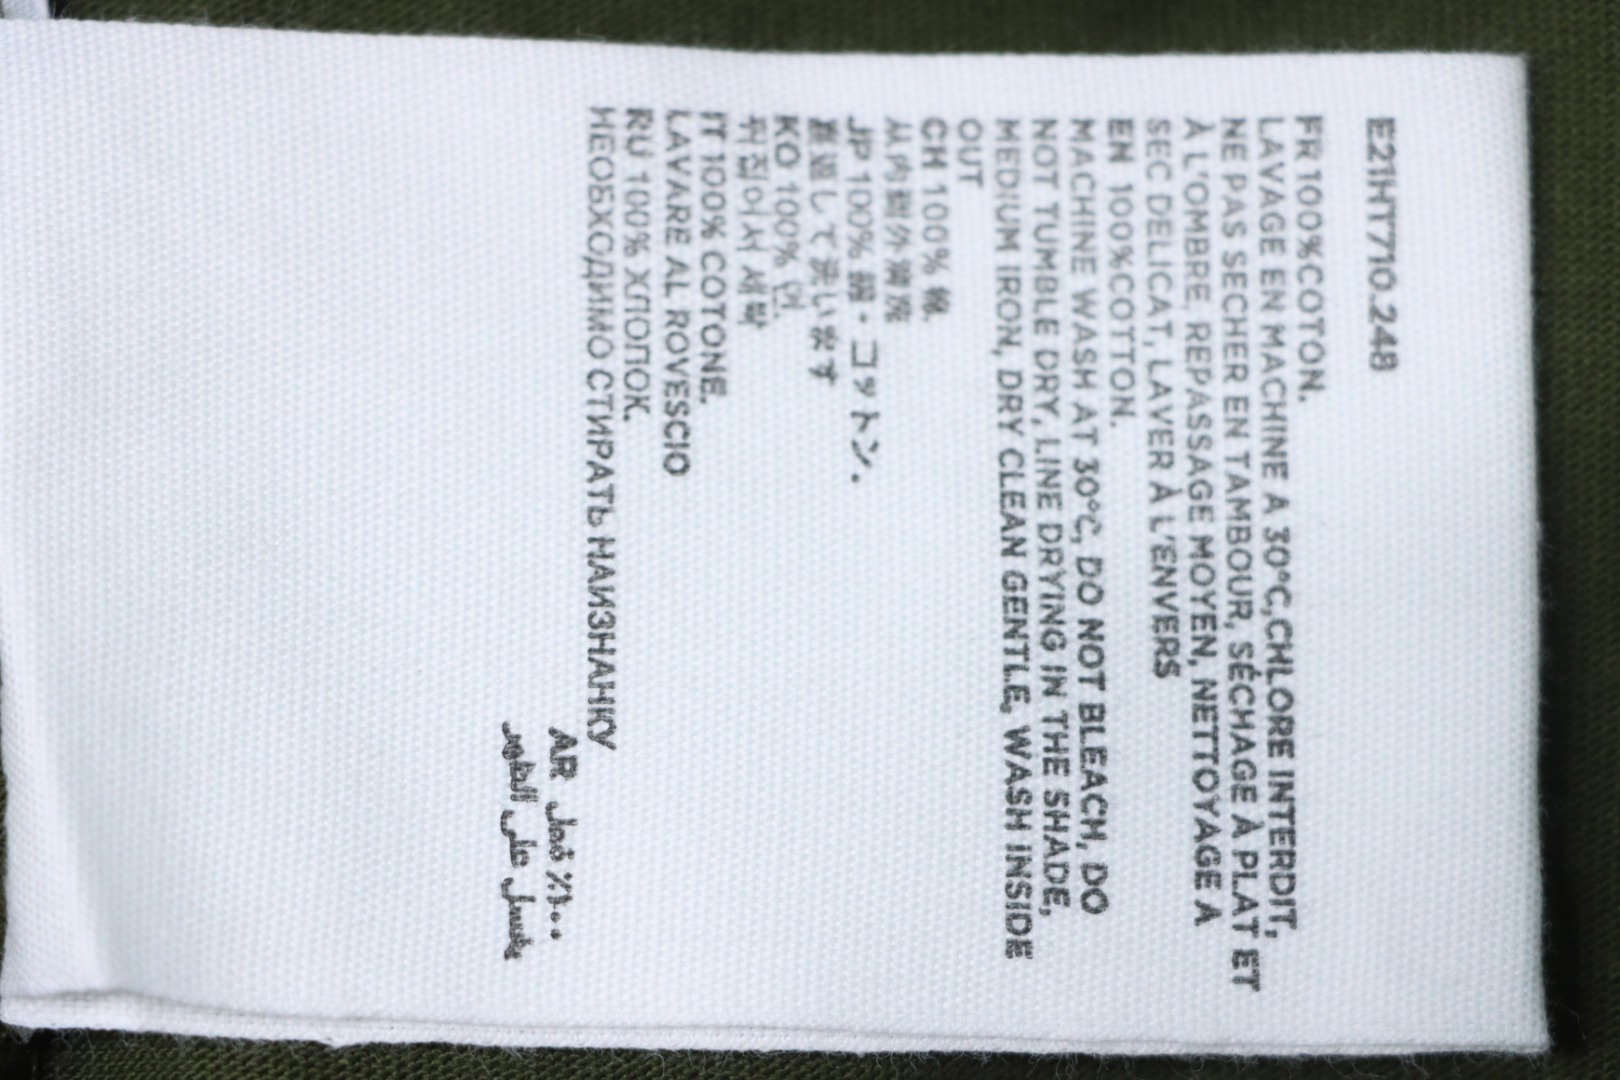 E21HT710.248
FR 100%COTON.
LAVAGE EN MACHINE A 30°C,CHLORE INTERDIT,
NE PAS SECHER EN TAMBOUR, SÉCHAGE À PLAT ET
À L'OMBRE, REPASSAGE MOYEN, NETTOYAGE A
SEC DELICAT, LAVER À L'ENVERS
EN 100%COTTON.
MACHINE WASH AT 30°C, DO NOT BLEACH, DO
NOT TUMBLE DRY, LINE DRYING IN THE SHADE,
MEDIUM IRON, DRY CLEAN GENTLE, WASH INSIDE
OUT
CH 100% 棉.
从内翻外清洗
JP 100% 綿・コットン.
裏返して洗います
KO 100% 면.
뒤집어서 세탁
IT 100% COTONE.
LAVARE AL ROVESCIO
RU 100% ХЛОПОК.
НЕОБХОДИМО СТИРАТЬ НАИЗНАНКУ
AR ١٠٠٪ قطن
يغسل على الظهر